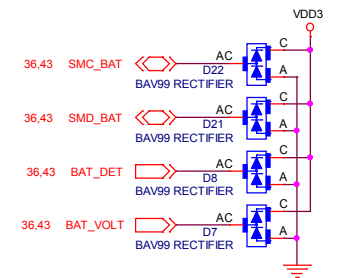 VDD3
36,43 SMC_BAT AC C
D22 A
BAV99 RECTIFIER
36,43 SMD_BAT AC C
D21 A
BAV99 RECTIFIER
36,43 BAT_DET AC C
D8 A
BAV99 RECTIFIER
36,43 BAT_VOLT AC C
D7 A
BAV99 RECTIFIER